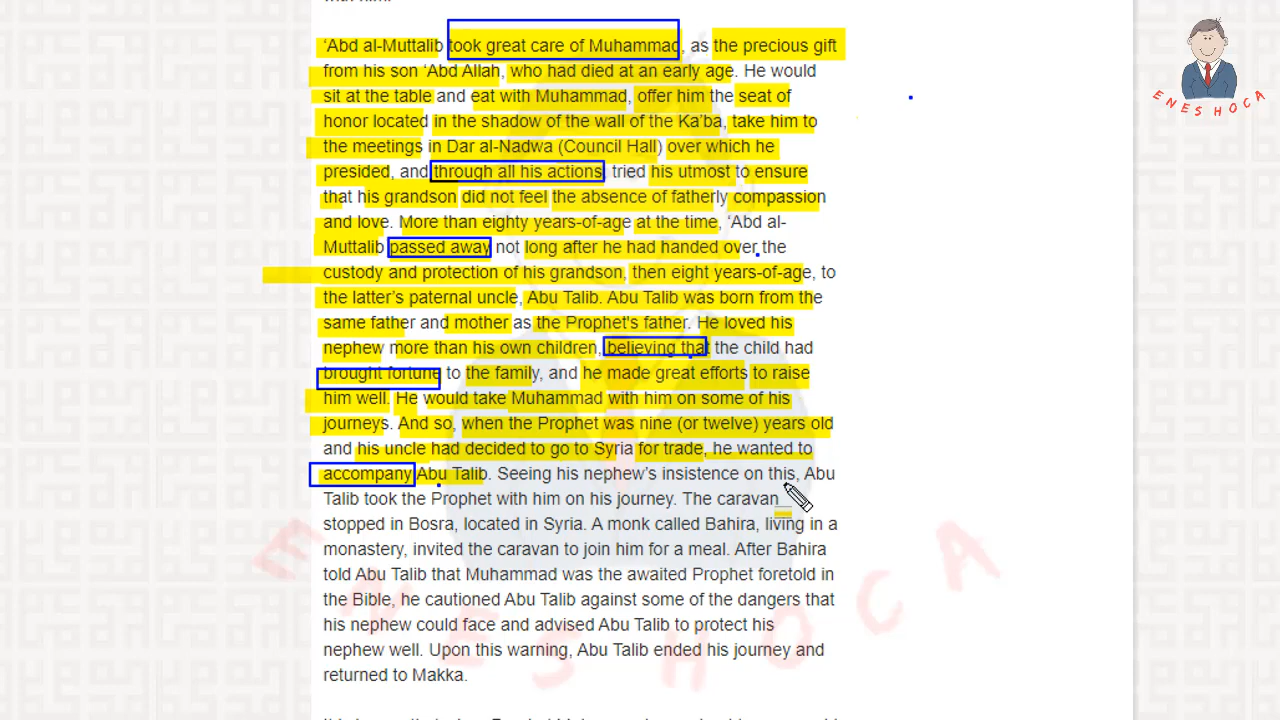 ‘Abd al-Muttalib took great care of Muhammad, as the precious gift
from his son ‘Abd Allah, who had died at an early age. He would
sit at the table and eat with Muhammad, offer him the seat of
honor located in the shadow of the wall of the Ka’ba, take him to
the meetings in Dar al-Nadwa (Council Hall) over which he
presided, and through all his actions, tried his utmost to ensure
that his grandson did not feel the absence of fatherly compassion
and love. More than eighty years-of-age at the time, ‘Abd al-
Muttalib passed away not long after he had handed over the
custody and protection of his grandson, then eight years-of-age, to
the latter’s paternal uncle, Abu Talib. Abu Talib was born from the
same father and mother as the Prophet's father. He loved his
nephew more than his own children, believing that the child had
brought fortune to the family, and he made great efforts to raise
him well. He would take Muhammad with him on some of his
journeys. And so, when the Prophet was nine (or twelve) years old
and his uncle had decided to go to Syria for trade, he wanted to
accompany Abu Talib. Seeing his nephew’s insistence on this, Abu
Talib took the Prophet with him on his journey. The caravan
stopped in Bosra, located in Syria. A monk called Bahira, living in a
monastery, invited the caravan to join him for a meal. After Bahira
told Abu Talib that Muhammad was the awaited Prophet foretold in
the Bible, he cautioned Abu Talib against some of the dangers that
his nephew could face and advised Abu Talib to protect his
nephew well. Upon this warning, Abu Talib ended his journey and
returned to Makka.
ENES HOCA
ENES HOCA